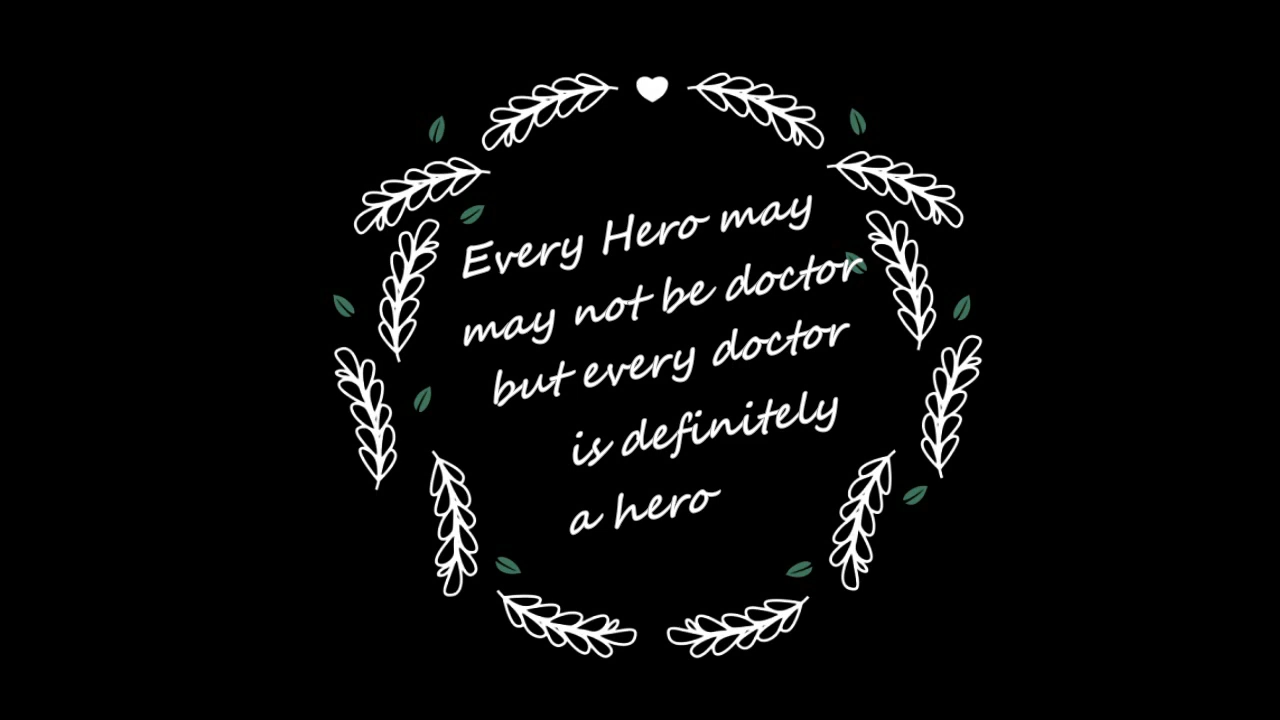 Every Hero may
may not be doctor
but every doctor
is definitely
a hero